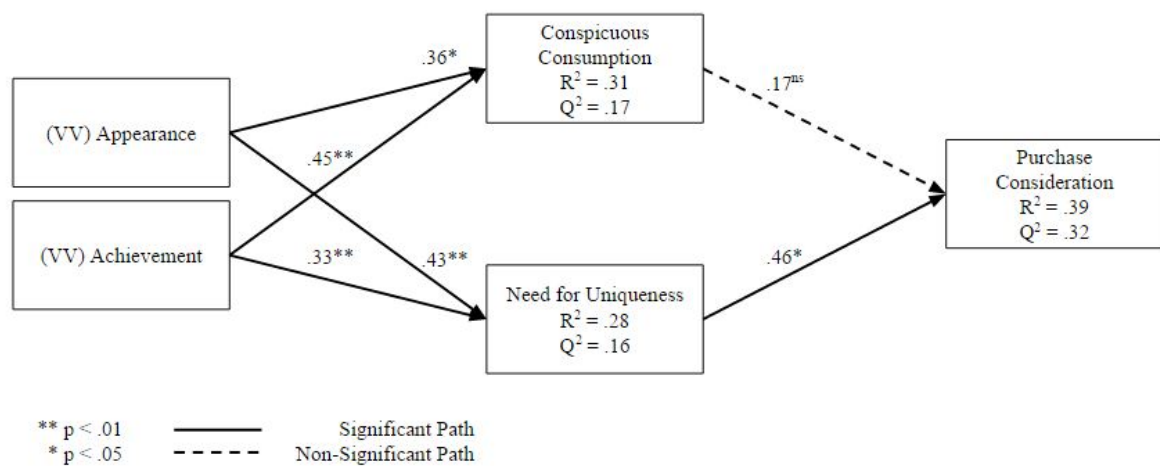 Conspicuous
Consumption
R² = .31
Q² = .17
.36*
.17ⁿˢ
(VV) Appearance
.45**
Purchase
Consideration
R² = .39
Q² = .32
(VV) Achievement
.33**
.43**
.46*
Need for Uniqueness
R² = .28
Q² = .16
** p < .01 Significant Path
* p < .05 Non-Significant Path